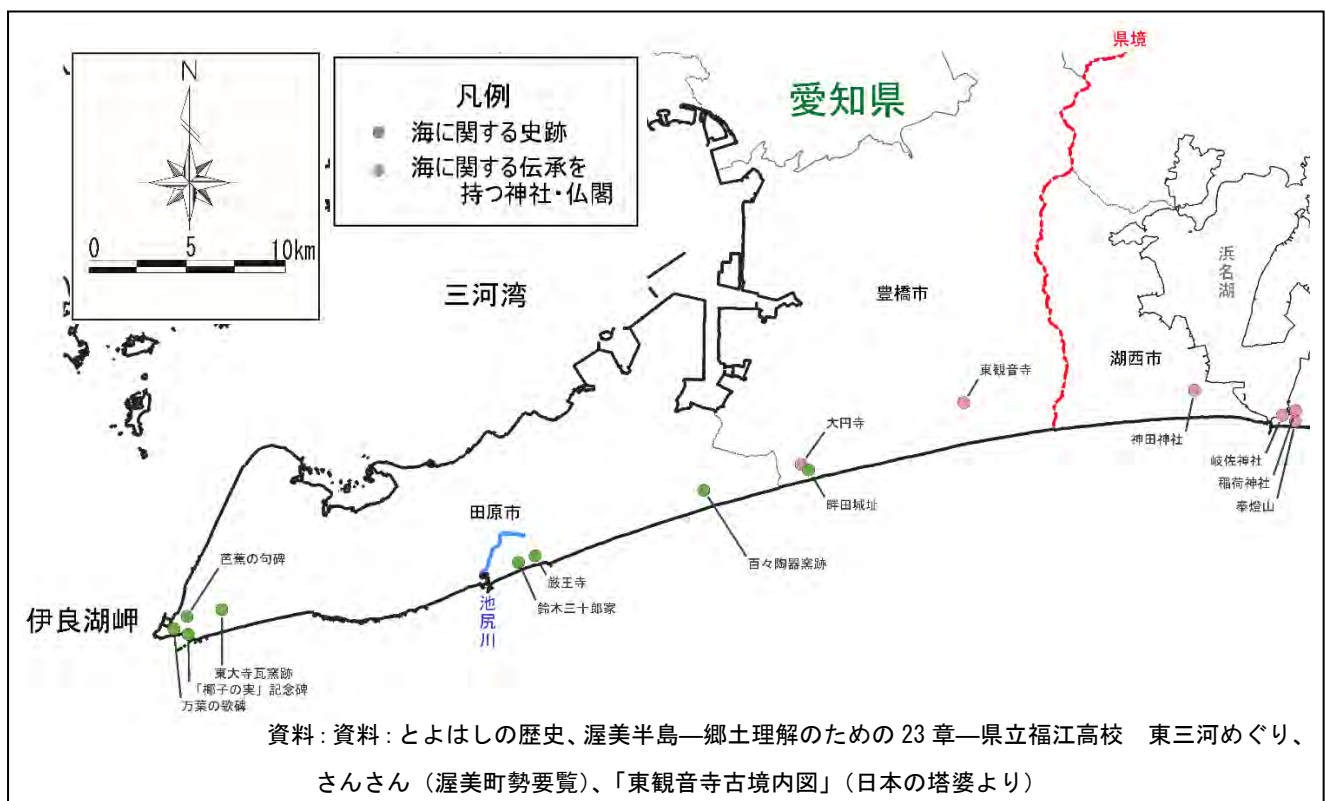 N
0 5 10km
凡例
海に関する史跡
海に関する伝承を
持つ神社・仏閣
愛知県
県境
三河湾
豊橋市
浜名湖
湖西市
東観音寺
大円寺
神田神社
岐佐神社
稲荷神社
奉燈山
畔田城址
田原市
百々陶器窯跡
芭蕉の句碑
厳王寺
鈴木三十郎家
池尻川
伊良湖岬
東大寺瓦窯跡
「椰子の実」記念碑
万葉の歌碑
資料:資料:とよはしの歴史、渥美半島―郷土理解のための23章―県立福江高校 東三河めぐり、
さんさん(渥美町勢要覧)、「東観音寺古境内図」(日本の塔婆より)